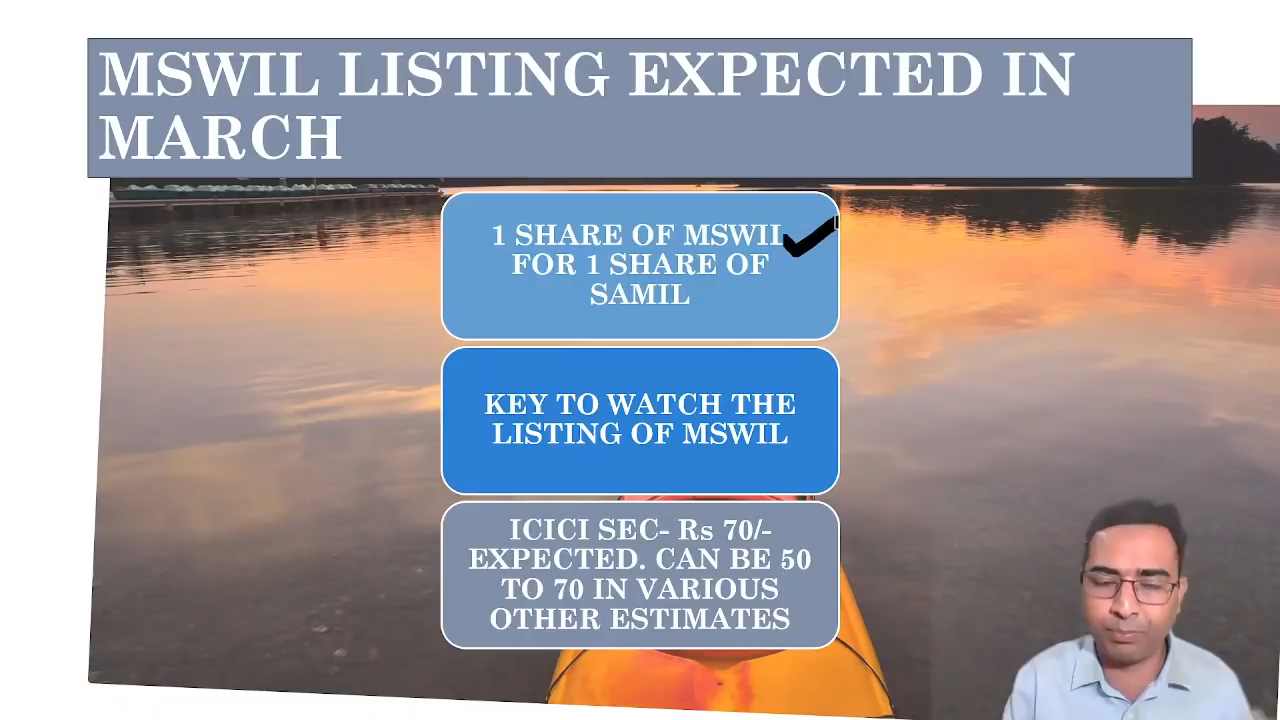 MSWIL LISTING EXPECTED IN
MARCH
1 SHARE OF MSWIL
FOR 1 SHARE OF
SAMIL
KEY TO WATCH THE
LISTING OF MSWIL
ICICI SEC- Rs 70/-
EXPECTED. CAN BE 50
TO 70 IN VARIOUS
OTHER ESTIMATES